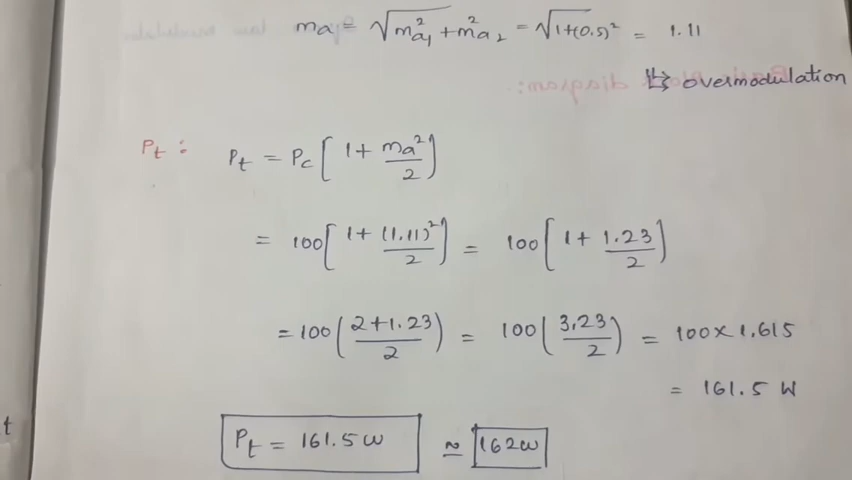 ma = √(ma₁² + m²a₂) = √(1+(0.5)²) = 1.11
↳ overmodulation
Pt : Pt = Pc [ 1 + ma²/2 ]
= 100 [ 1 + (1.11)²/2 ] = 100 [ 1 + 1.23/2 ]
= 100 ( 2+1.23/2 ) = 100 ( 3.23/2 ) = 100 x 1.615
= 161.5 W
Pt = 161.5 w ≈ 162w
t